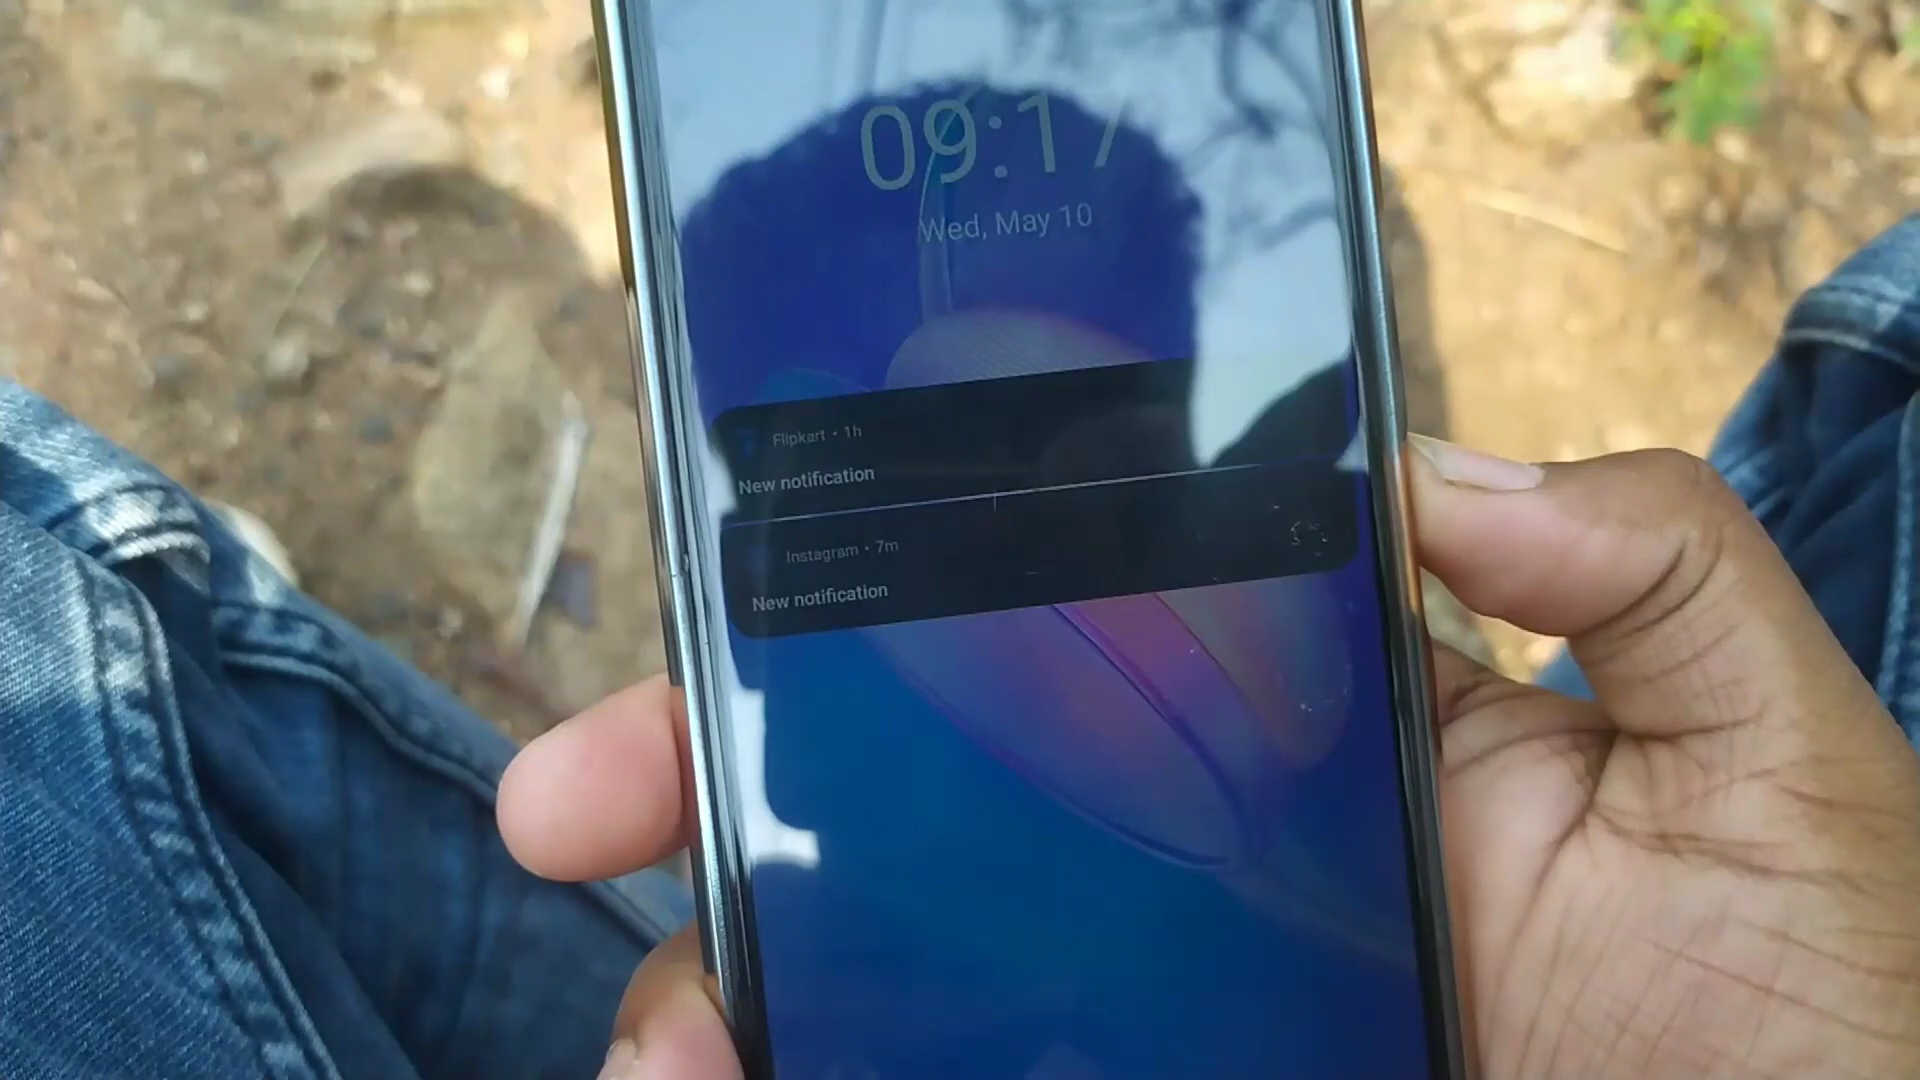 09:17
Wed, May 10
Flipkart • 1h
New notification
Instagram • 7m
New notification